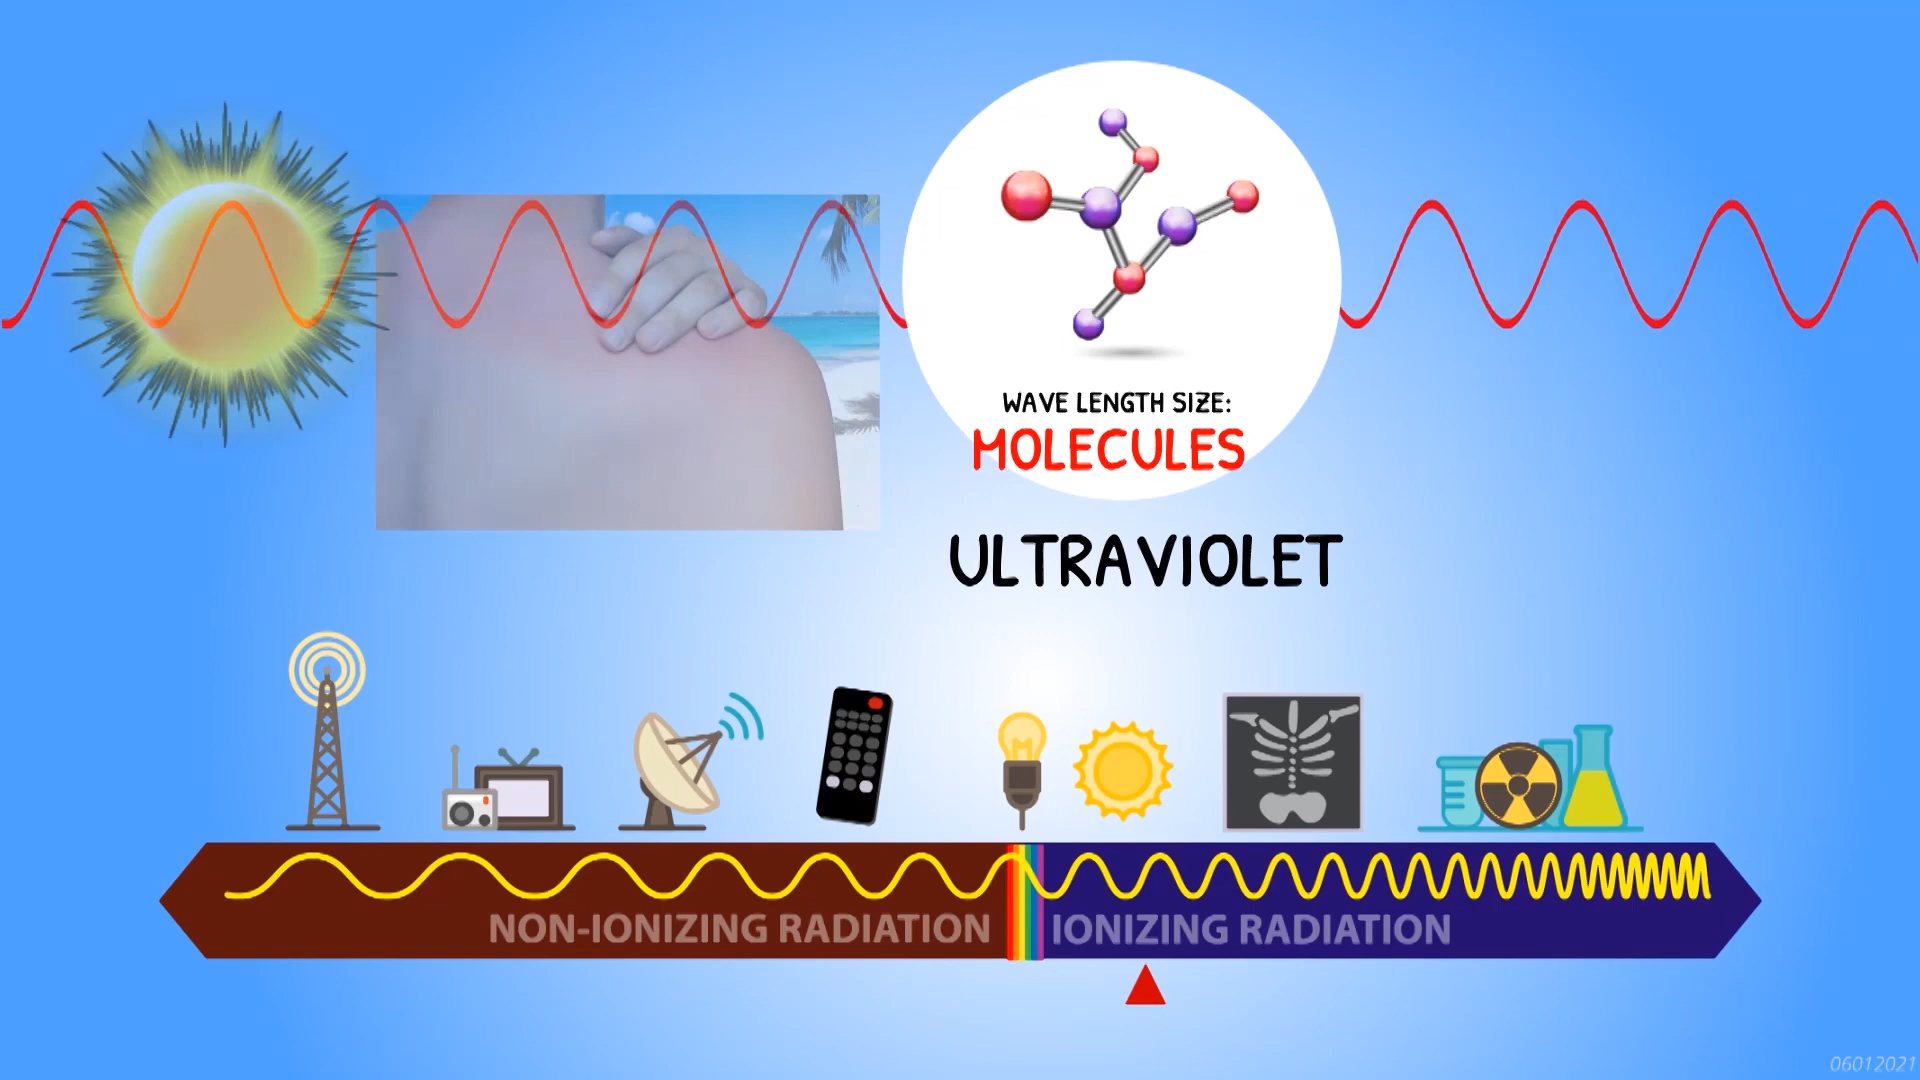 WAVE LENGTH SIZE:
MOLECULES
ULTRAVIOLET
NON-IONIZING RADIATION
IONIZING RADIATION
06012021